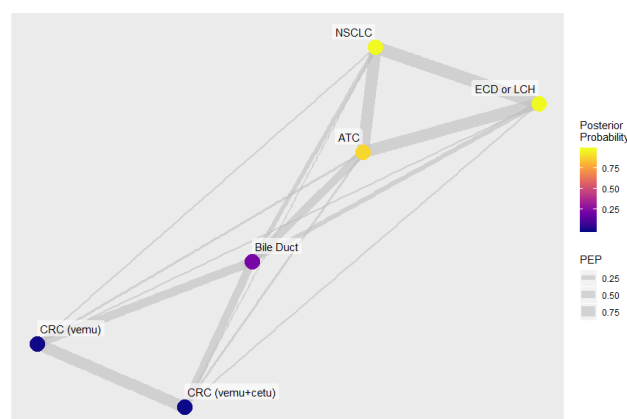 NSCLC
ECD or LCH
ATC
Bile Duct
CRC (vemu)
CRC (vemu+cetu)
Posterior
Probability
0.75
0.50
0.25
PEP
0.25
0.50
0.75